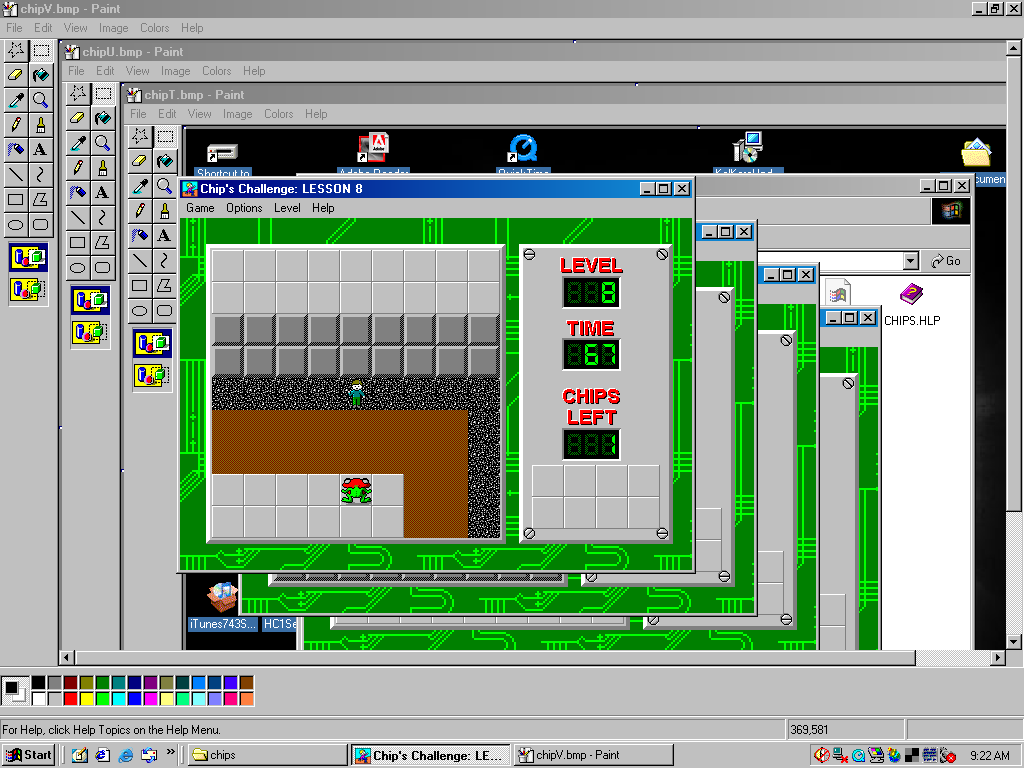 chipV.bmp - Paint
File Edit View Image Colors Help
chipU.bmp - Paint
File Edit View Image Colors Help
chipT.bmp - Paint
File Edit View Image Colors Help
Shortcut to
Adobe Reader
QuickTime
Chip's Challenge: LESSON 8
Game Options Level Help
Go
CHIPS.HLP
LEVEL
8
TIME
67
CHIPS
LEFT
1
iTunes743S...
HC1Se
For Help, click Help Topics on the Help Menu.
369,581
Start
chips
Chip's Challenge: LE...
chipV.bmp - Paint
9:22 AM